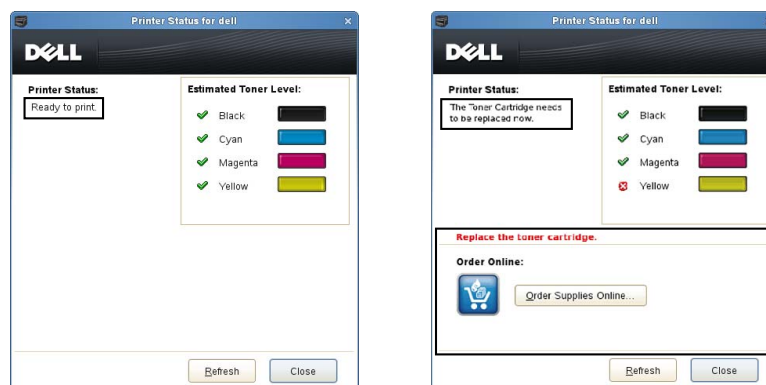 Printer Status for dell
DELL
Printer Status:
Ready to print.
Estimated Toner Level:
Black
Cyan
Magenta
Yellow
Refresh
Close
Printer Status for dell
DELL
Printer Status:
The Toner Cartridge needs
to be replaced now.
Estimated Toner Level:
Black
Cyan
Magenta
Yellow
Replace the toner cartridge.
Order Online:
Order Supplies Online...
Refresh
Close